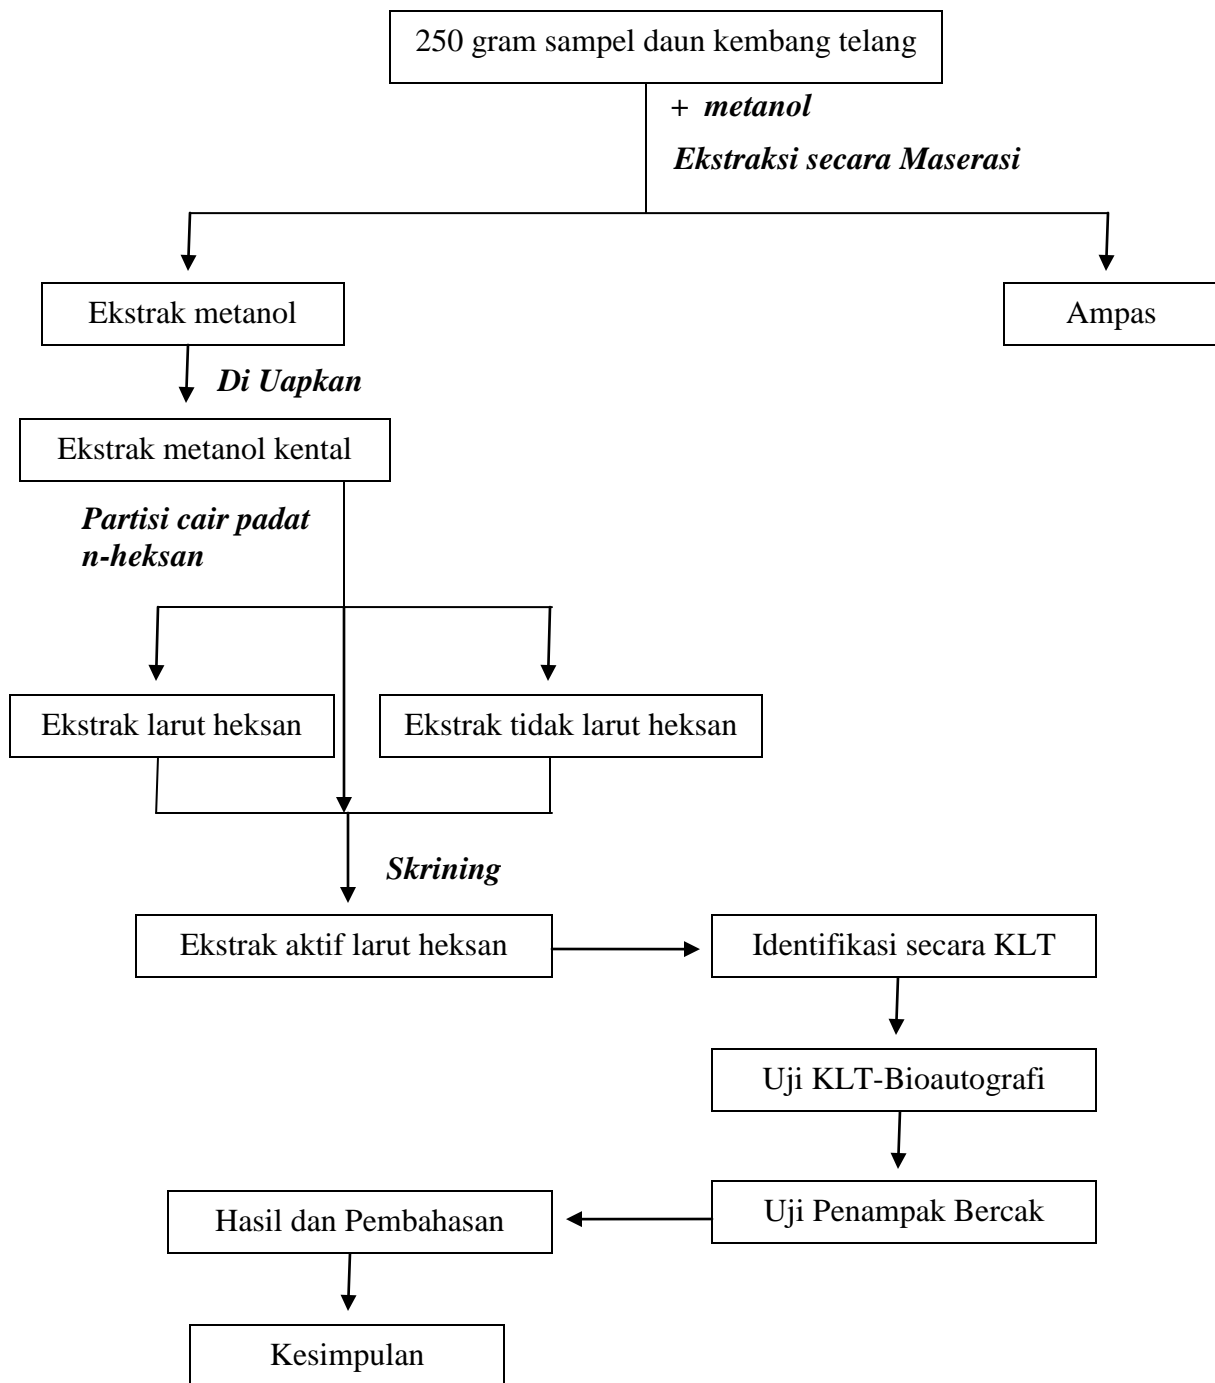 250 gram sampel daun kembang telang
+ metanol
Ekstraksi secara Maserasi
Ekstrak metanol
Ampas
Di Uapkan
Ekstrak metanol kental
Partisi cair padat
n-heksan
Ekstrak larut heksan
Ekstrak tidak larut heksan
Skrining
Ekstrak aktif larut heksan
Identifikasi secara KLT
Uji KLT-Bioautografi
Uji Penampak Bercak
Hasil dan Pembahasan
Kesimpulan